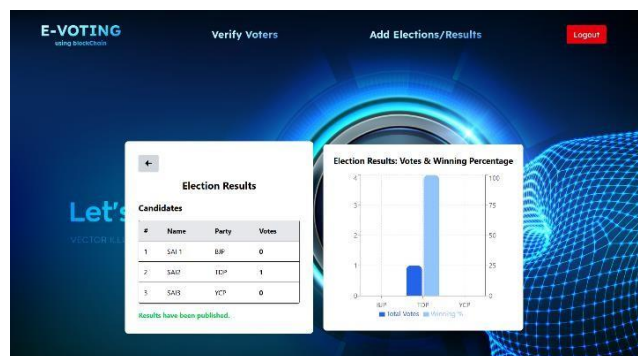 E-VOTING
using blockChain
Verify Voters
Add Elections/Results
Logout
Let's
VECTOR ILL
←
Election Results
Candidates
# Name Party Votes
1 SAI 1 BJP 0
2 SAI2 TDP 1
3 SAI3 YCP 0
Results have been published.
Election Results: Votes & Winning Percentage
4 100
3 75
2 50
1 25
0 0
BJP TDP YCP
Total Votes Winning %